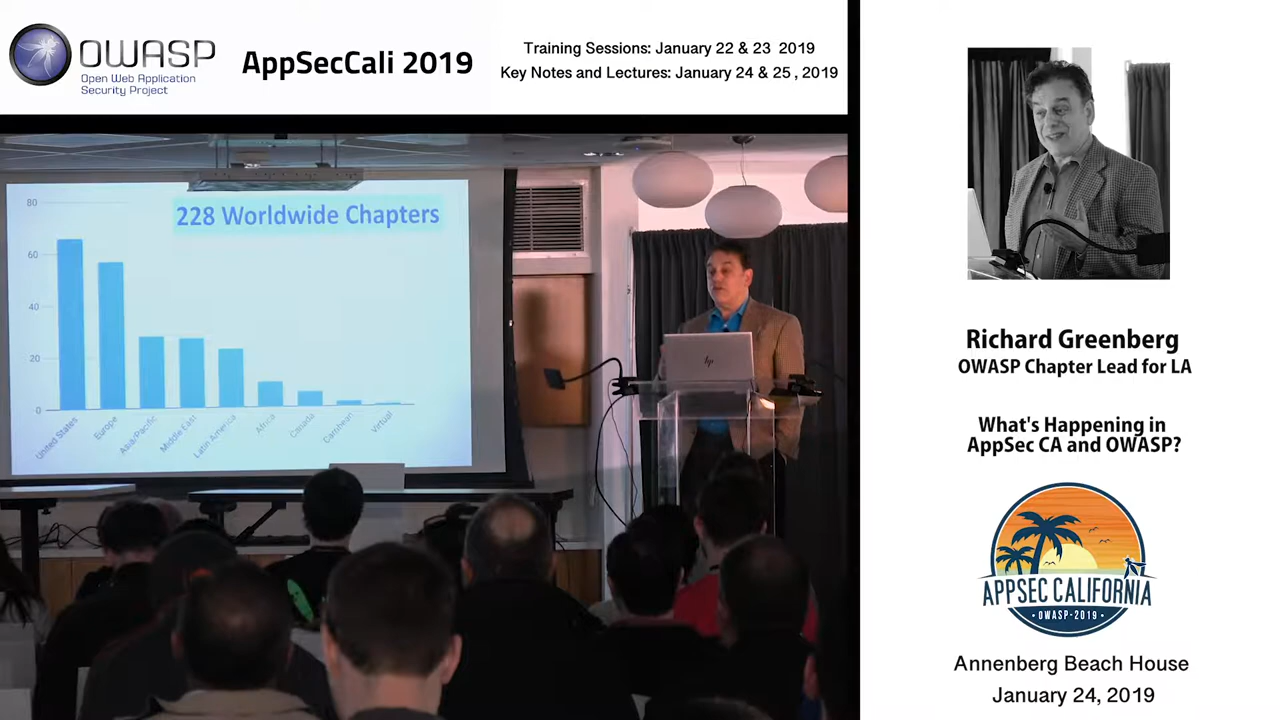 OWASP
Open Web Application
Security Project
AppSecCali 2019
Training Sessions: January 22 & 23 2019
Key Notes and Lectures: January 24 & 25 , 2019
228 Worldwide Chapters
80
60
40
20
0
United States
Europe
Asia/Pacific
Middle East
Latin America
Africa
Canada
Carribean
Virtual
hp
Richard Greenberg
OWASP Chapter Lead for LA
What's Happening in
AppSec CA and OWASP?
APPSEC CALIFORNIA
• OWASP-2019 •
Annenberg Beach House
January 24, 2019